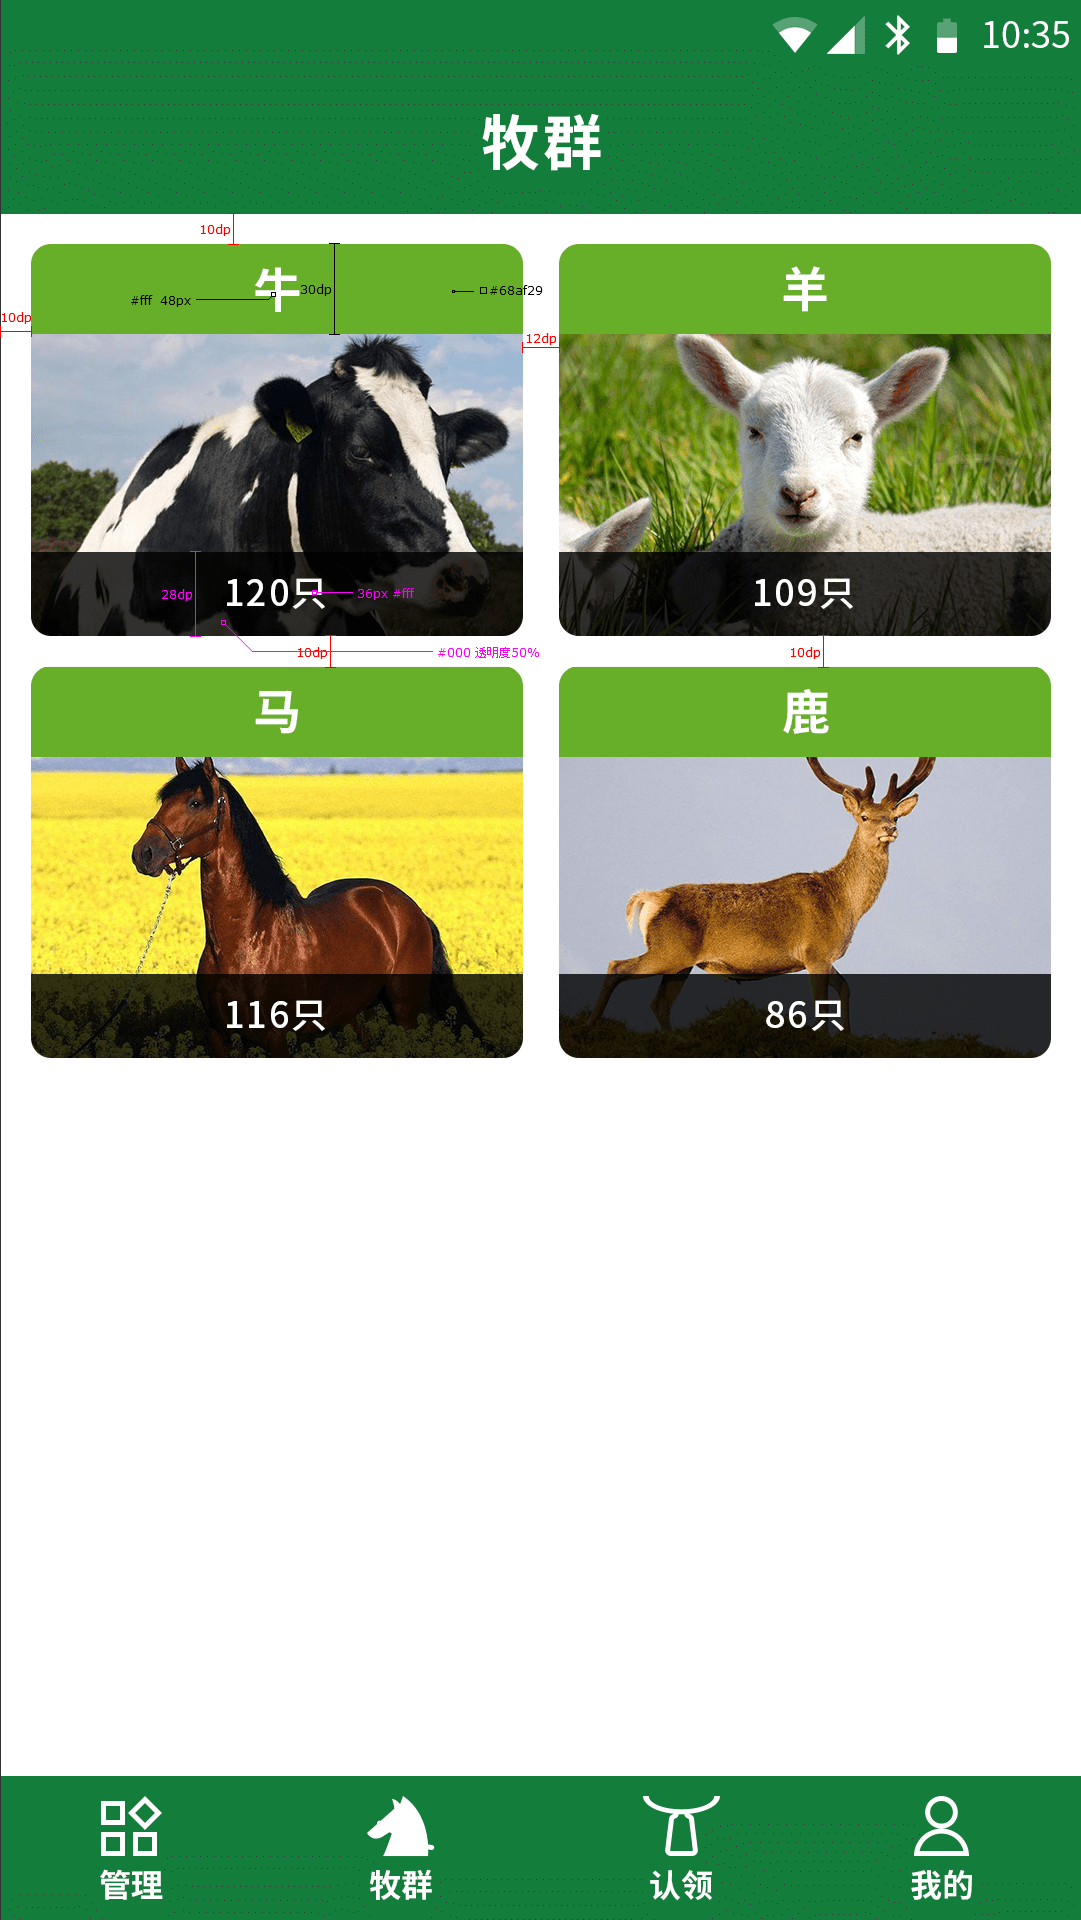 10:35
牧群
10dp
牛
30dp
#fff 48px
#68af29
羊
10dp
12dp
28dp
120只
36px #fff
109只
10dp
#000 透明度50%
10dp
马
鹿
116只
86只
管理
牧群
认领
我的